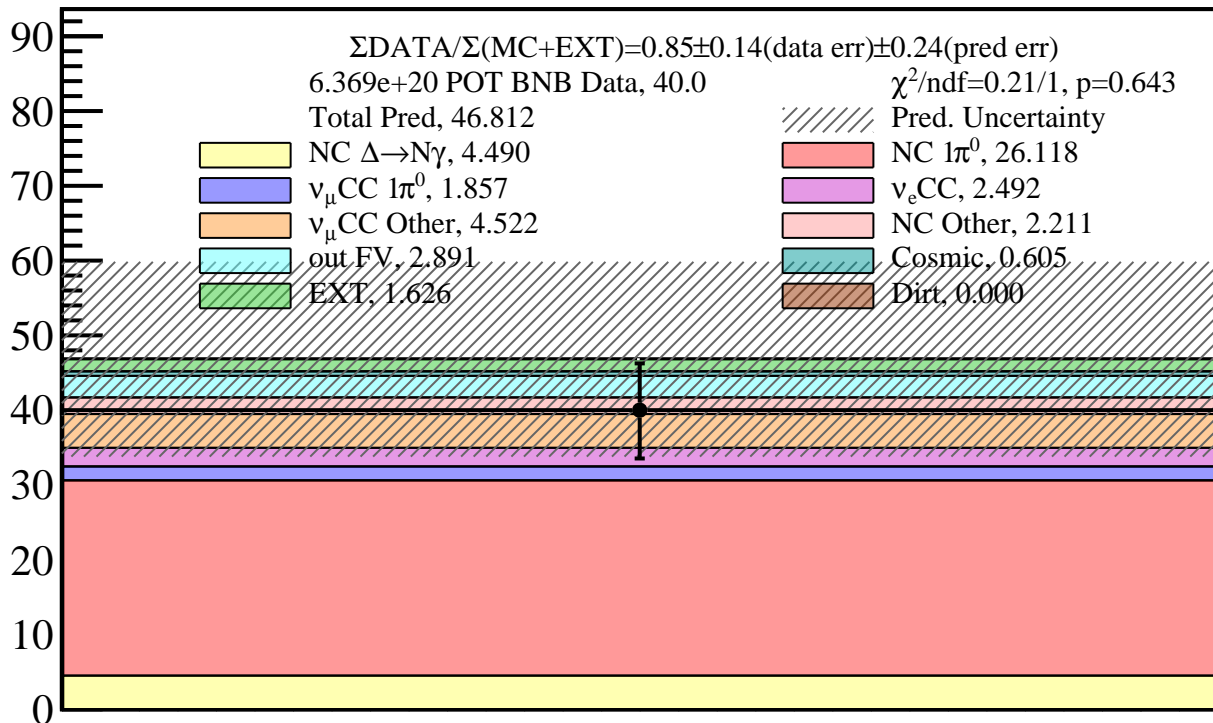 ΣDATA/Σ(MC+EXT)=0.85±0.14(data err)±0.24(pred err)
6.369e+20 POT BNB Data, 40.0
χ²/ndf=0.21/1, p=0.643
Total Pred, 46.812
Pred. Uncertainty
NC Δ→Nγ, 4.490
NC 1π⁰, 26.118
νμCC 1π⁰, 1.857
νeCC, 2.492
νμCC Other, 4.522
NC Other, 2.211
out FV, 2.891
Cosmic, 0.605
EXT, 1.626
Dirt, 0.000
90
80
70
60
50
40
30
20
10
0